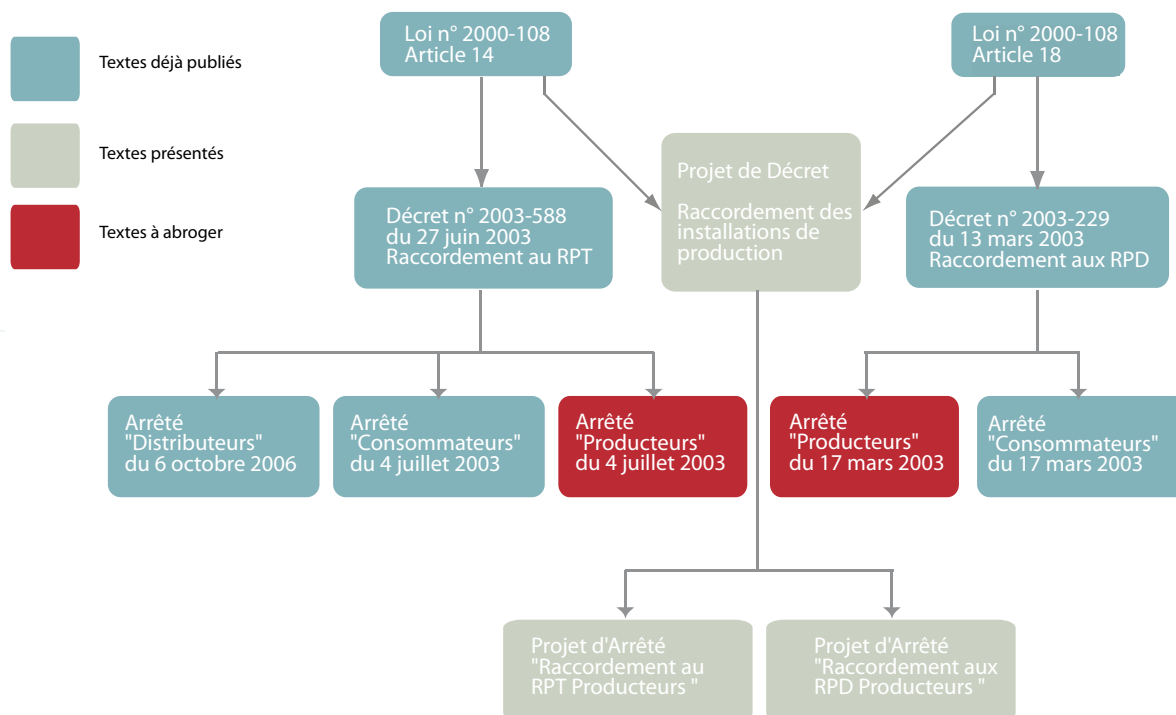 Textes déjà publiés
Textes présentés
Textes à abroger
Loi n° 2000-108
Article 14
Loi n° 2000-108
Article 18
Projet de Décret
Raccordement des
installations de
production
Décret n° 2003-588
du 27 juin 2003
Raccordement au RPT
Décret n° 2003-229
du 13 mars 2003
Raccordement aux RPD
Arrêté
"Distributeurs"
du 6 octobre 2006
Arrêté
"Consommateurs"
du 4 juillet 2003
Arrêté
"Producteurs"
du 4 juillet 2003
Arrêté
"Producteurs"
du 17 mars 2003
Arrêté
"Consommateurs"
du 17 mars 2003
Projet d'Arrêté
"Raccordement au
RPT Producteurs "
Projet d'Arrêté
"Raccordement aux
RPD Producteurs "